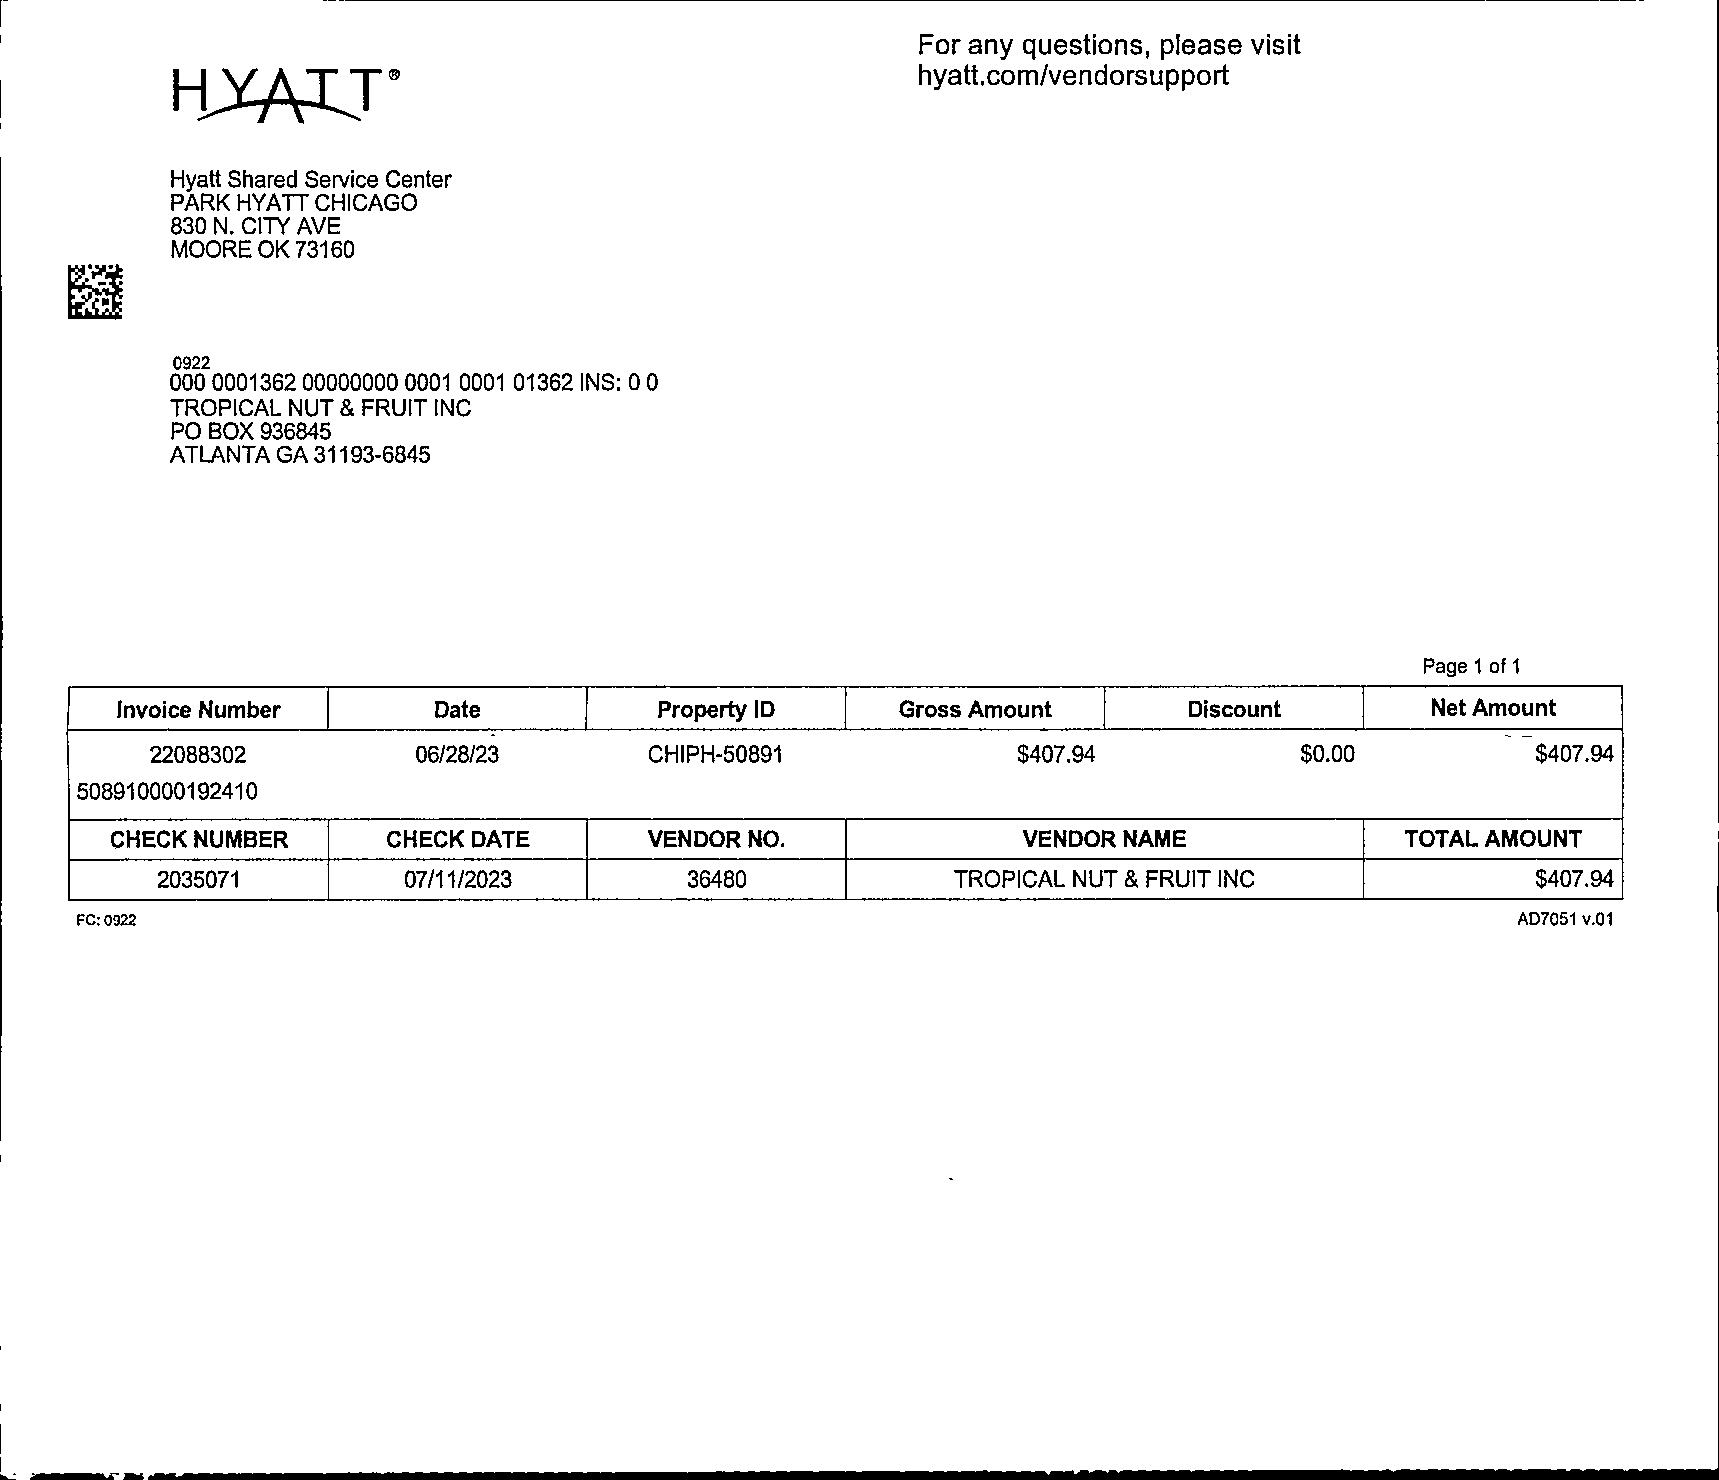 For any questions, please visit
hyatt.com/vendorsupport
HYATT®
Hyatt Shared Service Center
PARK HYATT CHICAGO
830 N. CITY AVE
MOORE OK 73160
0922
000 0001362 00000000 0001 0001 01362 INS: 0 0
TROPICAL NUT & FRUIT INC
PO BOX 936845
ATLANTA GA 31193-6845
Page 1 of 1
Invoice Number Date Property ID Gross Amount Discount Net Amount
22088302 06/28/23 CHIPH-50891 $407.94 $0.00 $407.94
508910000192410
CHECK NUMBER CHECK DATE VENDOR NO. VENDOR NAME TOTAL AMOUNT
2035071 07/11/2023 36480 TROPICAL NUT & FRUIT INC $407.94
FC: 0922 AD7051 v.01